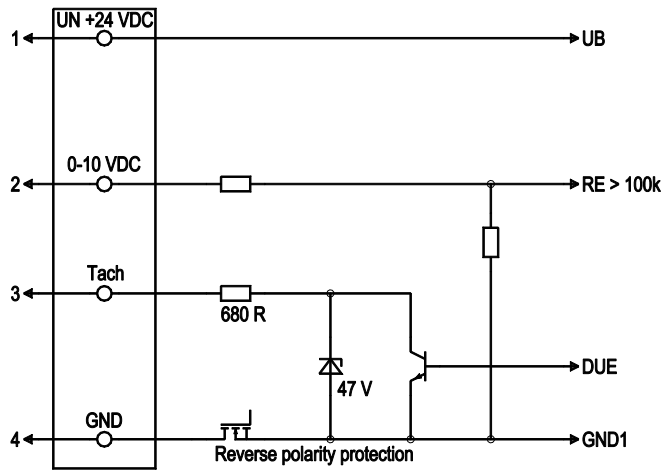 UN +24 VDC
1
UB
0-10 VDC
2
RE > 100k
Tach
3
680 R
DUE
47 V
GND
4
GND1
Reverse polarity protection